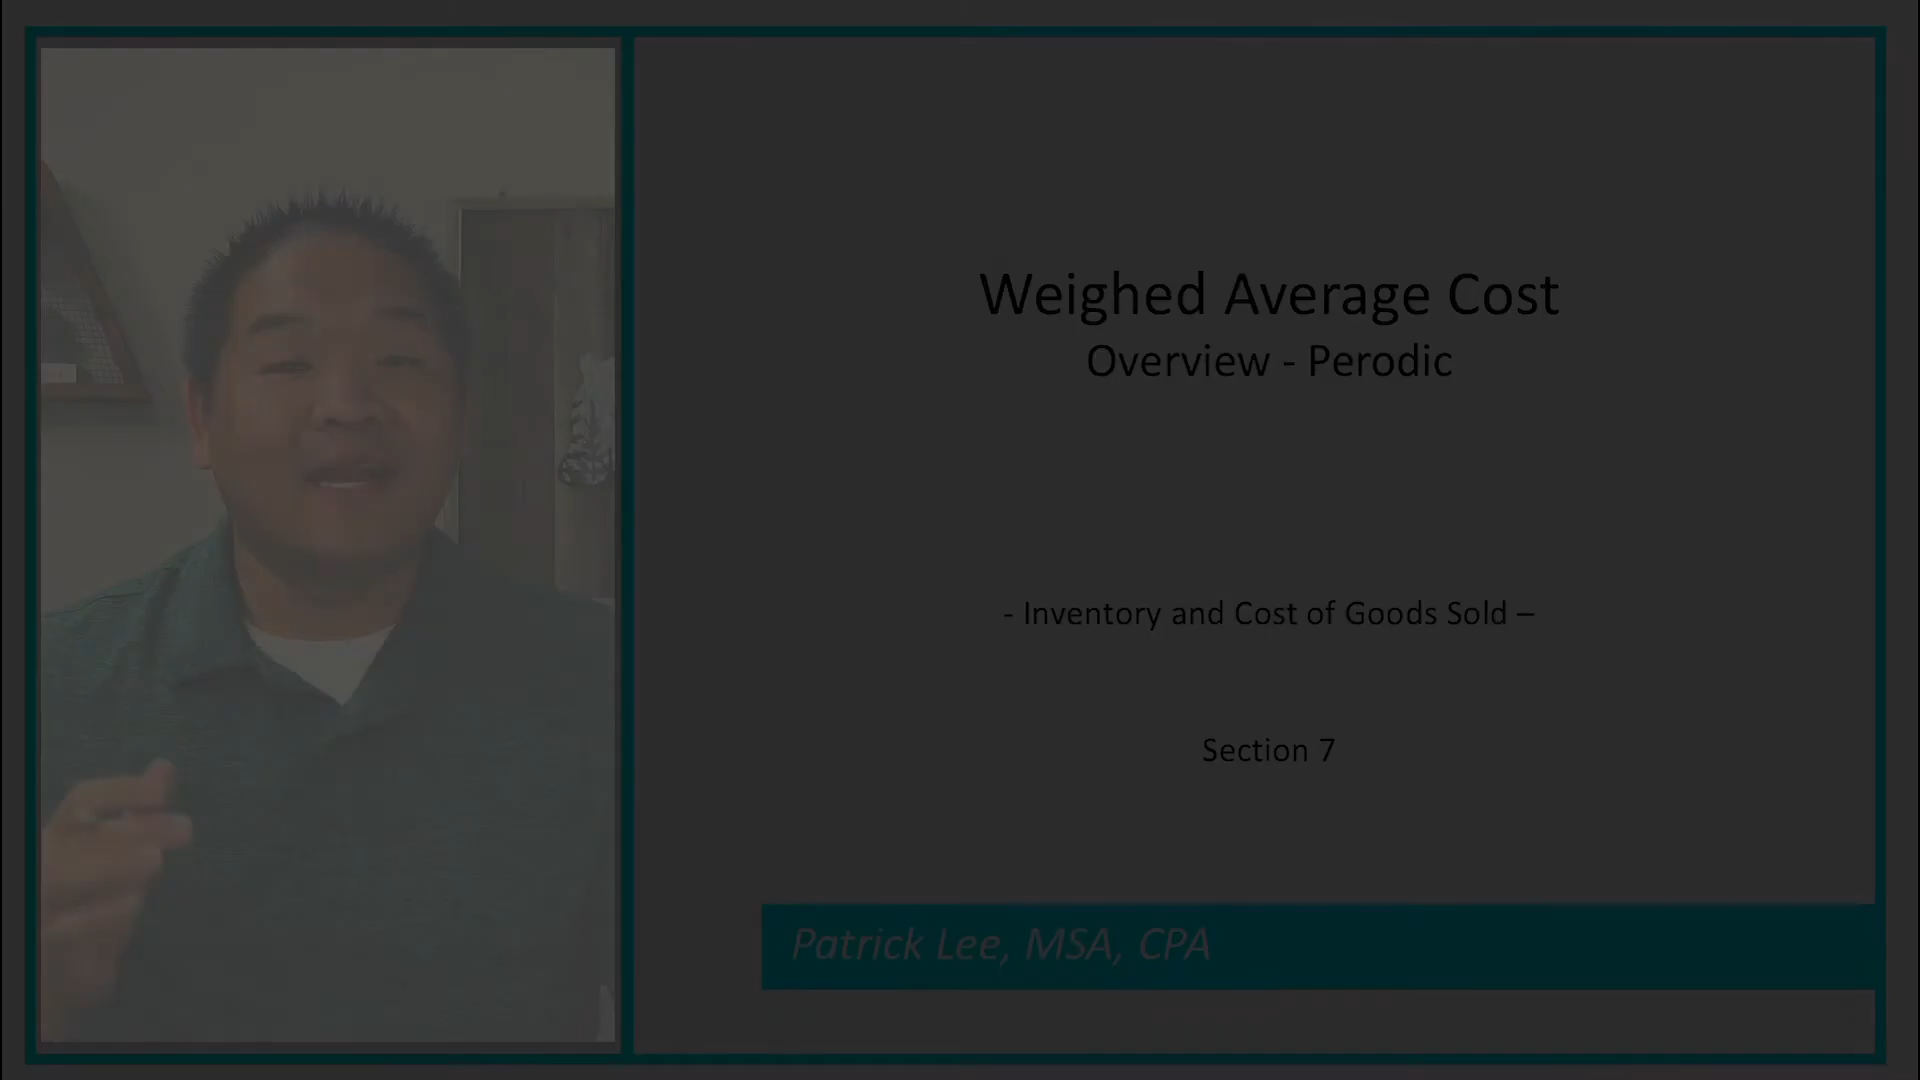 Weighed Average Cost
Overview - Perodic
- Inventory and Cost of Goods Sold –
Section 7
Patrick Lee, MSA, CPA